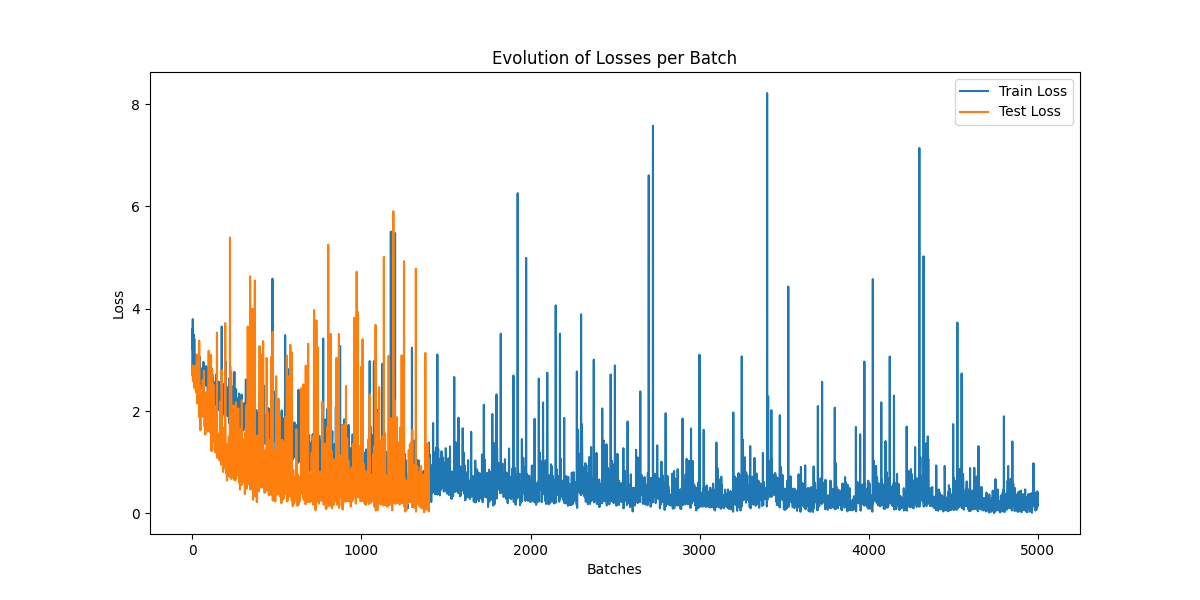 Evolution of Losses per Batch
Train Loss
Test Loss
8
6
4
2
0
Loss
0 1000 2000 3000 4000 5000
Batches